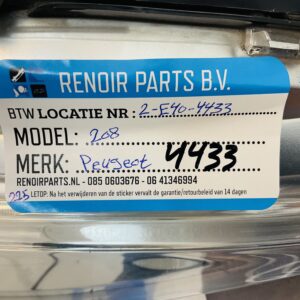 RENOIR PARTS B.V.
BTW LOCATIE NR : 2-E40-4433
MODEL: 208
MERK: Peugeot 4433
RENOIRPARTS.NL - 085 0603676 - 06 41346994
225 LETOP: Na het verwijderen van de sticker vervalt de garantie/retourbeleid van 14 dagen